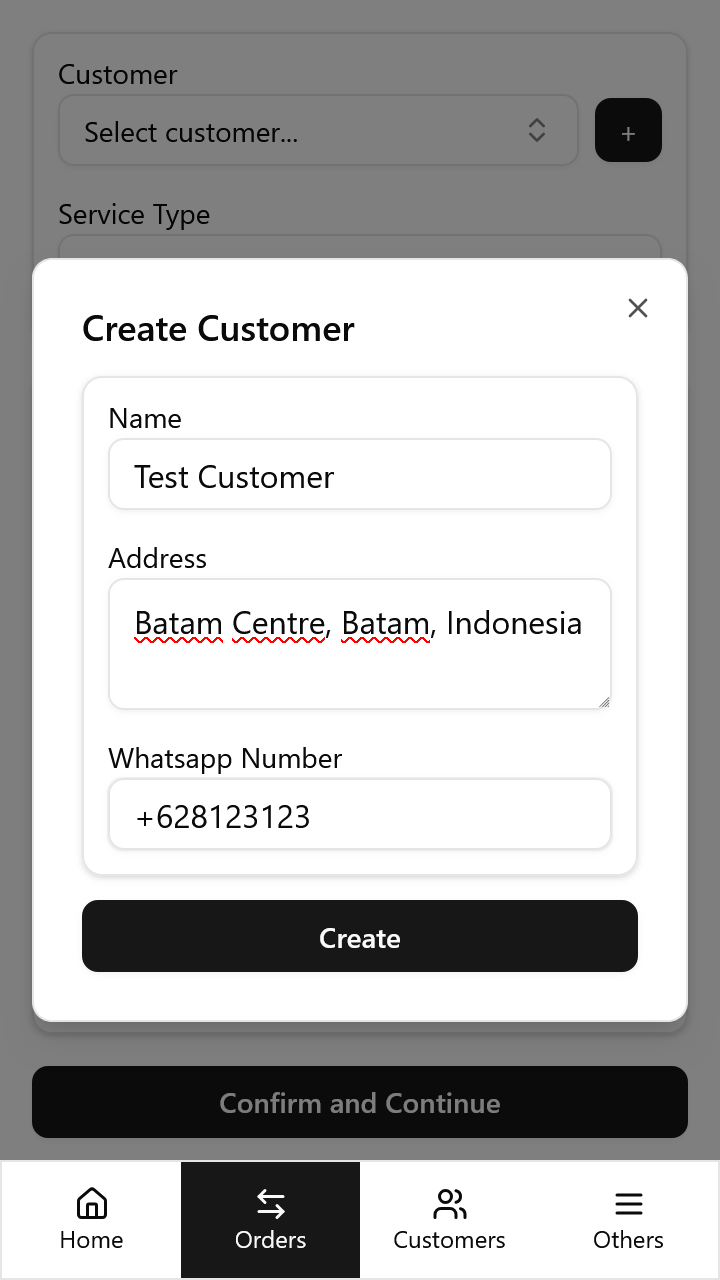 Customer
Select customer...
+
Service Type
Create Customer
Name
Test Customer
Address
Batam Centre, Batam, Indonesia
Whatsapp Number
+628123123
Create
Confirm and Continue
Home
Orders
Customers
Others